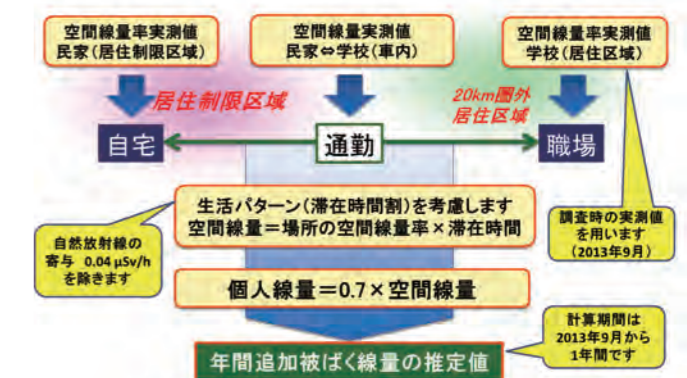 空間線量率実測値
民家(居住制限区域)
空間線量実測値
民家⇔学校(車内)
空間線量率実測値
学校(居住区域)
居住制限区域
20km圏外
居住区域
自宅
通勤
職場
生活パターン(滞在時間割)を考慮します
空間線量=場所の空間線量率×滞在時間
自然放射線の
寄与 0.04 μSv/h
を除きます
調査時の実測値
を用います
(2013年9月)
個人線量=0.7×空間線量
計算期間は
2013年9月から
1年間です
年間追加被ばく線量の推定値